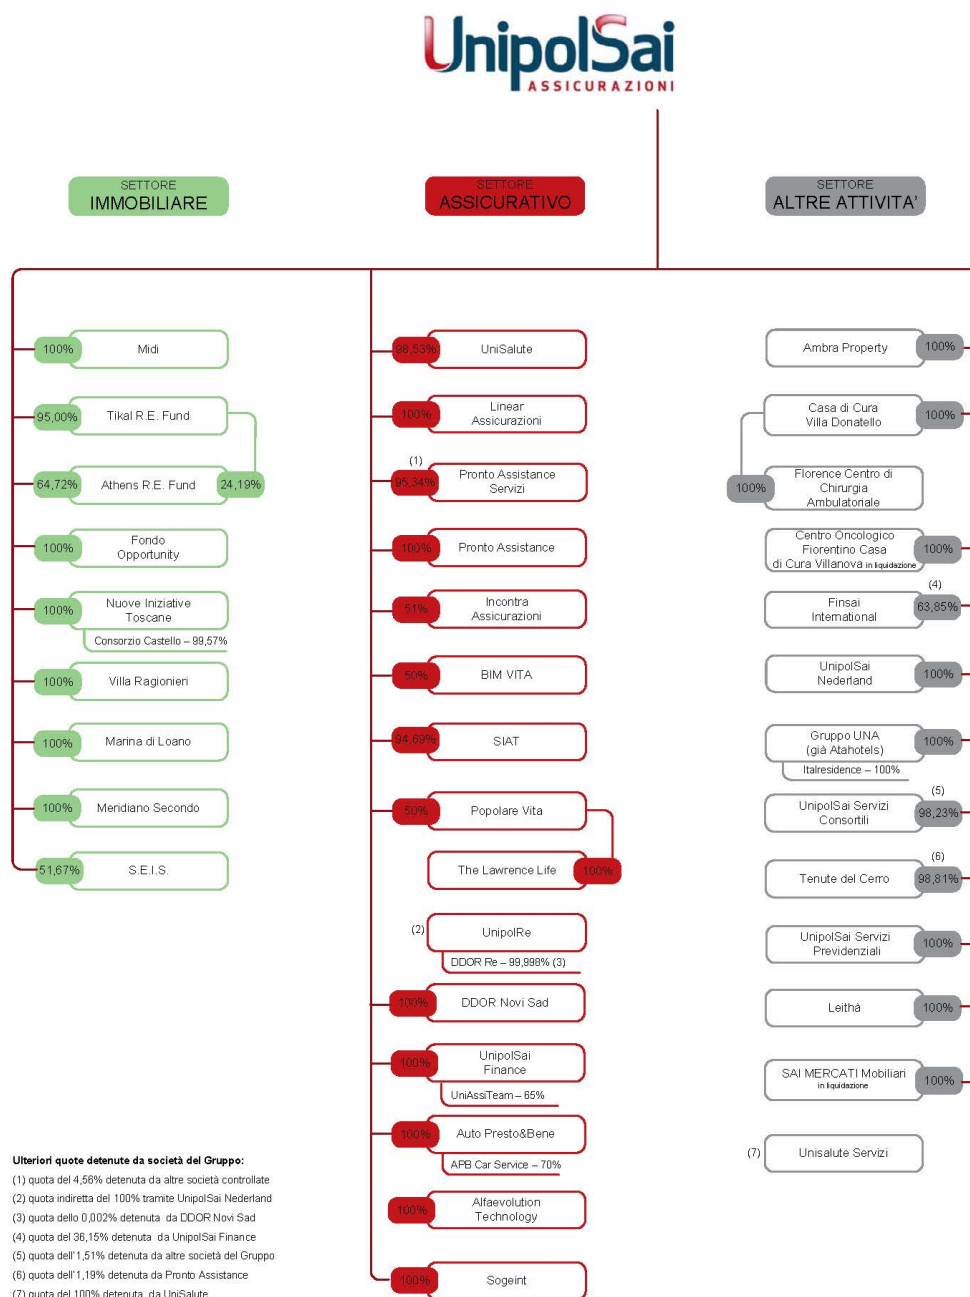 UnipolSai
ASSICURAZIONI
SETTORE
IMMOBILIARE
100%
Midi
95,00%
Tikal R.E. Fund
64,72%
Athens R.E. Fund
24,19%
100%
Fondo
Opportunity
100%
Nuove Iniziative
Toscane
Consorzio Castello – 99,57%
100%
Villa Ragionieri
100%
Marina di Loano
100%
Meridiano Secondo
51,67%
S.E.I.S.
SETTORE
ASSICURATIVO
98,53%
UniSalute
100%
Linear
Assicurazioni
(1)
95,34%
Pronto Assistance
Servizi
100%
Pronto Assistance
51%
Incontra
Assicurazioni
50%
BIM VITA
94,69%
SIAT
50%
Popolare Vita
The Lawrence Life
100%
(2)
UnipolRe
DDOR Re – 99,998% (3)
100%
DDOR Novi Sad
100%
UnipolSai
Finance
UniAssiTeam – 65%
100%
Auto Presto&Bene
APB Car Service – 70%
100%
Alfaevolution
Technology
100%
Sogeint
SETTORE
ALTRE ATTIVITA'
Ambra Property
100%
Casa di Cura
Villa Donatello
100%
100%
Florence Centro di
Chirurgia
Ambulatoriale
Centro Oncologico
Fiorentino Casa
di Cura Villanova in liquidazione
100%
(4)
Finsai
International
63,85%
UnipolSai
Nederland
100%
Gruppo UNA
(già Atahotels)
100%
Italresidence – 100%
(5)
UnipolSai Servizi
Consortili
98,23%
(6)
Tenute del Cerro
98,81%
UnipolSai Servizi
Previdenziali
100%
Leithà
100%
SAI MERCATI Mobiliari
in liquidazione
100%
(7)
Unisalute Servizi
Ulteriori quote detenute da società del Gruppo:
(1) quota del 4,56% detenuta da altre società controllate
(2) quota indiretta del 100% tramite UnipolSai Nederland
(3) quota dello 0,002% detenuta da DDOR Novi Sad
(4) quota del 36,15% detenuta da UnipolSai Finance
(5) quota dell'1,51% detenuta da altre società del Gruppo
(6) quota dell'1,19% detenuta da Pronto Assistance
(7) quota del 100% detenuta da UniSalute